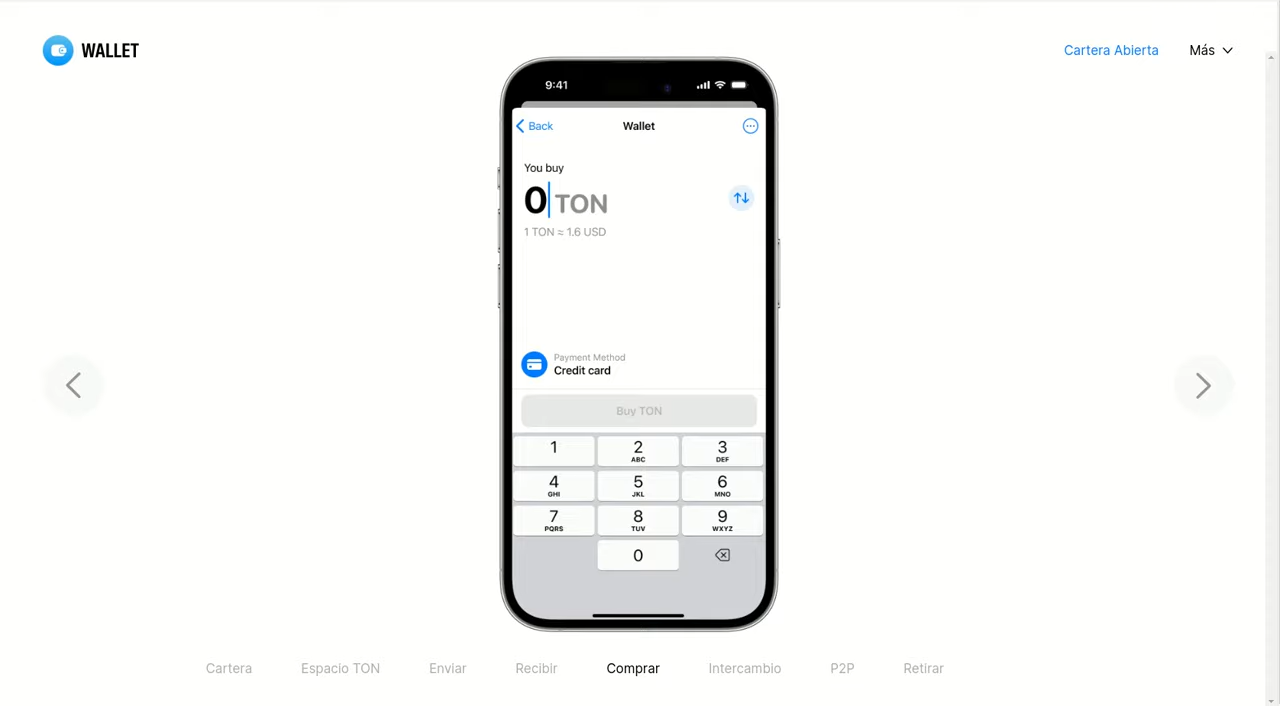 WALLET
Cartera Abierta
Más
9:41
Back
Wallet
You buy
0 TON
1 TON ≈ 1.6 USD
Payment Method
Credit card
Buy TON
1
2
ABC
3
DEF
4
GHI
5
JKL
6
MNO
7
PQRS
8
TUV
9
WXYZ
0
Cartera
Espacio TON
Enviar
Recibir
Comprar
Intercambio
P2P
Retirar